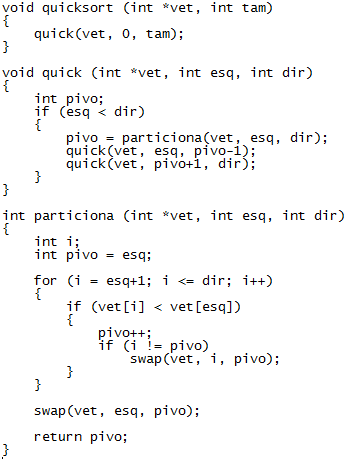 void quicksort (int *vet, int tam)
{
    quick(vet, 0, tam);
}

void quick (int *vet, int esq, int dir)
{
    int pivo;
    if (esq < dir)
    {
        pivo = particiona(vet, esq, dir);
        quick(vet, esq, pivo-1);
        quick(vet, pivo+1, dir);
    }
}

int particiona (int *vet, int esq, int dir)
{
    int i;
    int pivo = esq;

    for (i = esq+1; i <= dir; i++)
    {
        if (vet[i] < vet[esq])
        {
            pivo++;
            if (i != pivo)
                swap(vet, i, pivo);
        }
    }

    swap(vet, esq, pivo);

    return pivo;
}